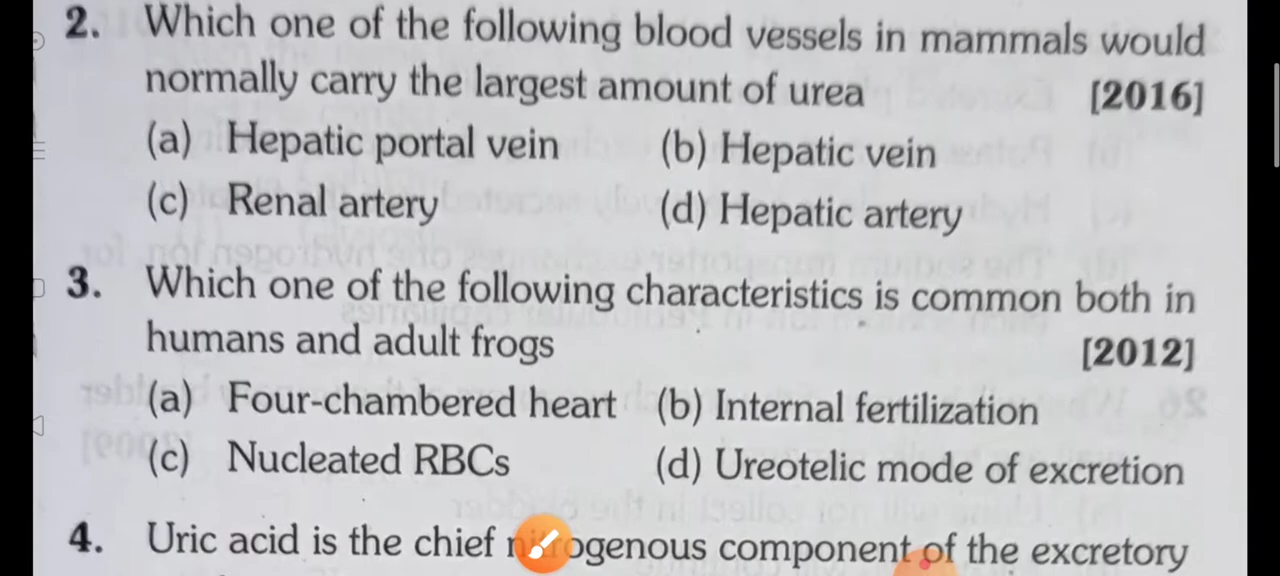 2. Which one of the following blood vessels in mammals would
normally carry the largest amount of urea [2016]
(a) Hepatic portal vein (b) Hepatic vein
(c) Renal artery (d) Hepatic artery
3. Which one of the following characteristics is common both in
humans and adult frogs [2012]
(a) Four-chambered heart (b) Internal fertilization
(c) Nucleated RBCs (d) Ureotelic mode of excretion
4. Uric acid is the chief nitrogenous component of the excretory